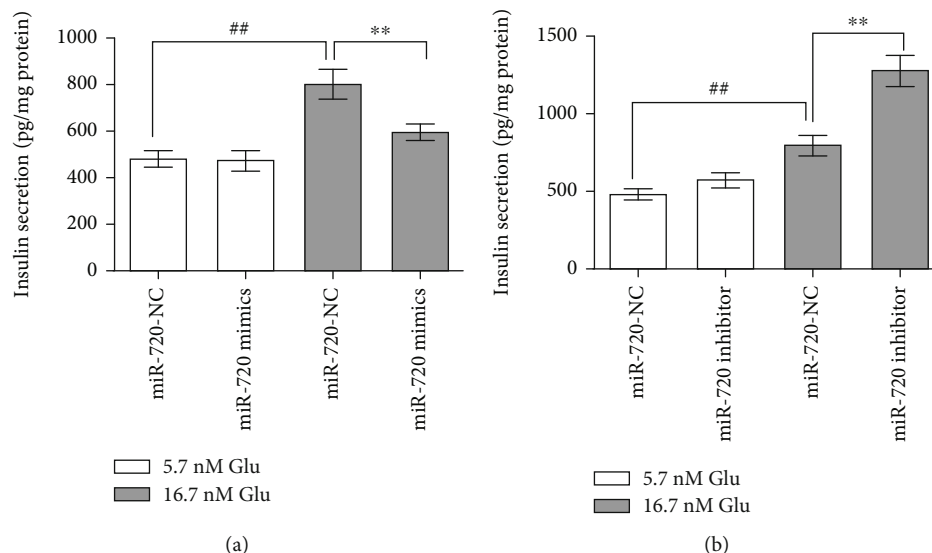 Insulin secretion (pg/mg protein)
1000
800
600
400
200
0
##
**
miR-720-NC
miR-720 mimics
miR-720-NC
miR-720 mimics
5.7 nM Glu
16.7 nM Glu
(a)
Insulin secretion (pg/mg protein)
1500
1000
500
0
##
**
miR-720-NC
miR-720 inhibitor
miR-720-NC
miR-720 inhibitor
5.7 nM Glu
16.7 nM Glu
(b)